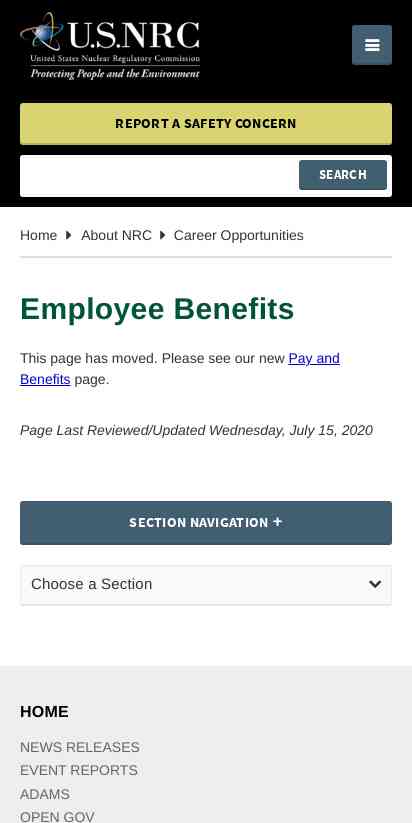 U.S.NRC
United States Nuclear Regulatory Commission
Protecting People and the Environment
REPORT A SAFETY CONCERN
SEARCH
Home About NRC Career Opportunities
Employee Benefits
This page has moved. Please see our new Pay and
Benefits page.
Page Last Reviewed/Updated Wednesday, July 15, 2020
SECTION NAVIGATION +
Choose a Section
HOME
NEWS RELEASES
EVENT REPORTS
ADAMS
OPEN GOV